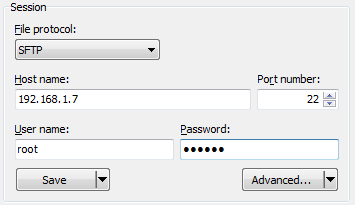 Session
File protocol:
SFTP
Host name: Port number:
192.168.1.7 22
User name: Password:
root ●●●●●●
Save Advanced...